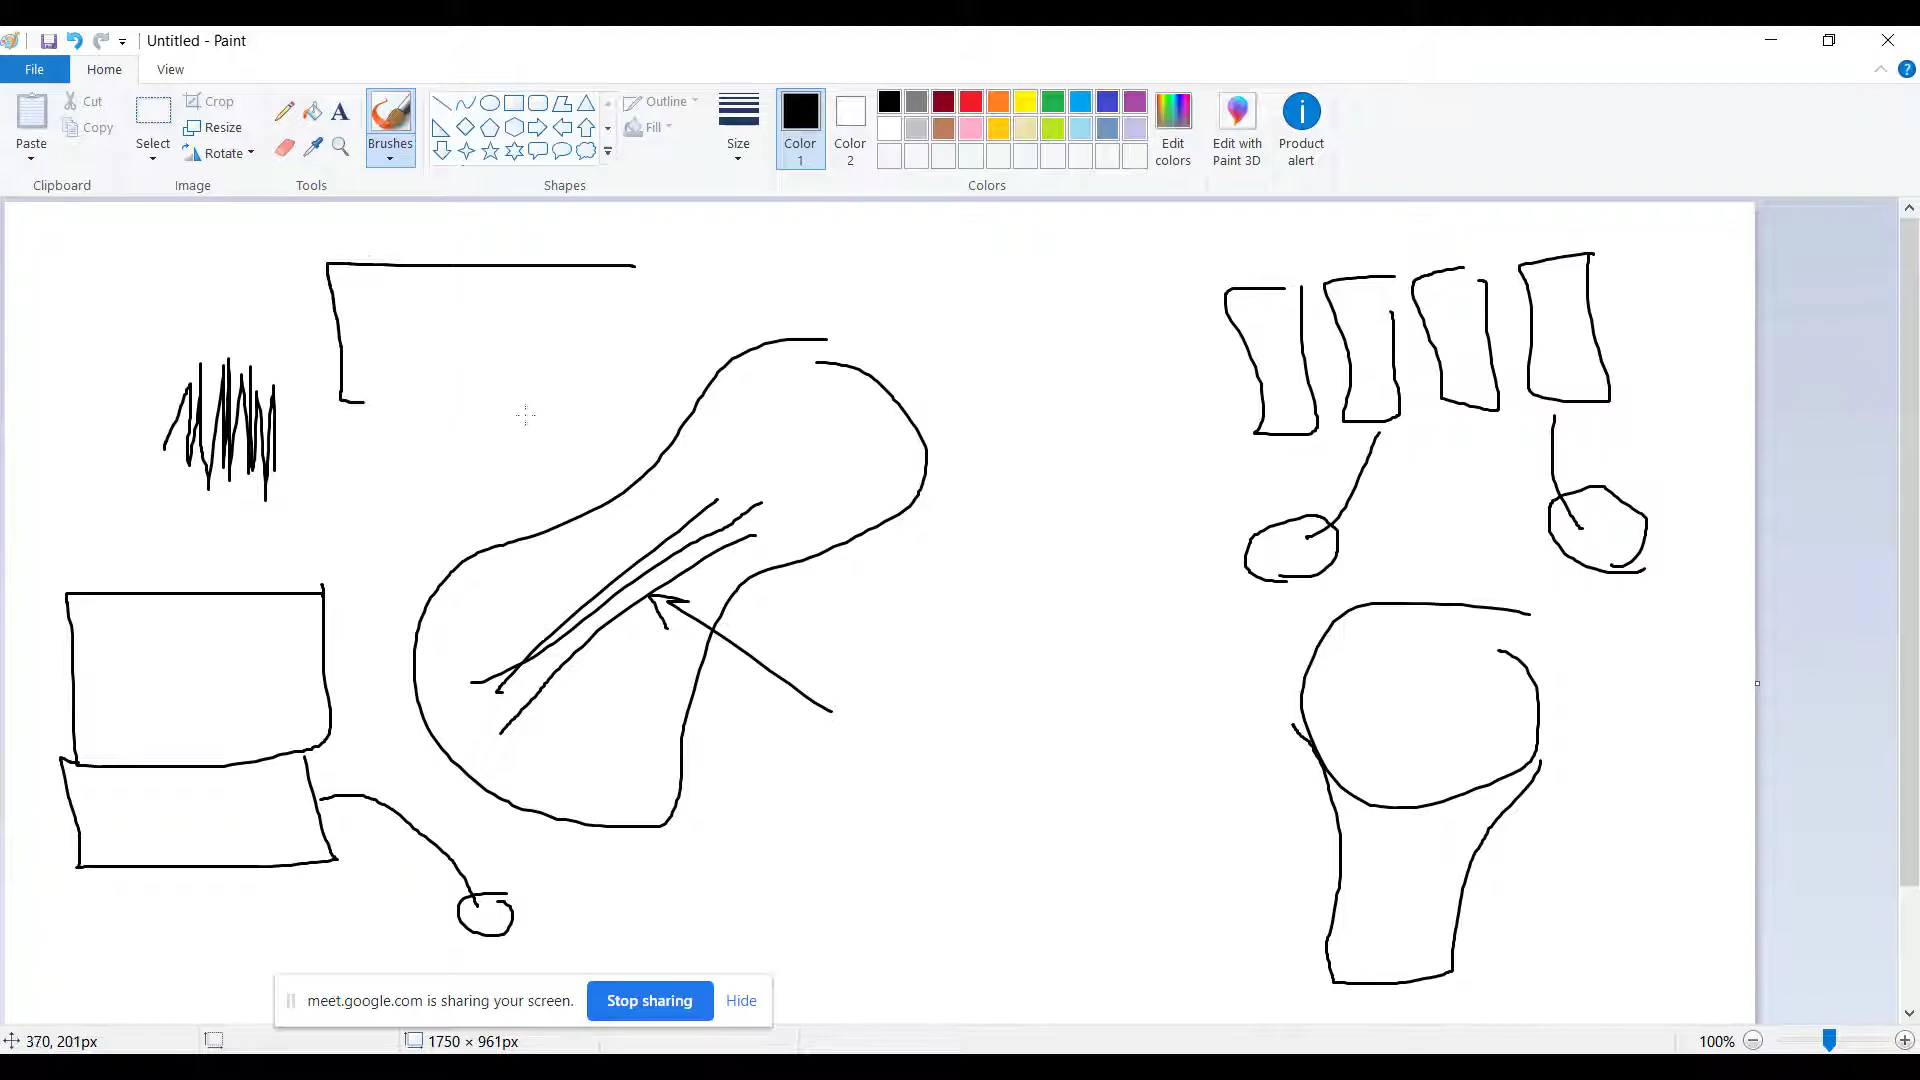 Untitled - Paint
File
Home
View
Paste
Cut
Copy
Clipboard
Select
Crop
Resize
Rotate
Image
A
Tools
Brushes
Shapes
Outline
Fill
Size
Color
1
Color
2
Colors
Edit
colors
Edit with
Paint 3D
Product
alert
meet.google.com is sharing your screen.
Stop sharing
Hide
370, 201px
1750 × 961px
100%